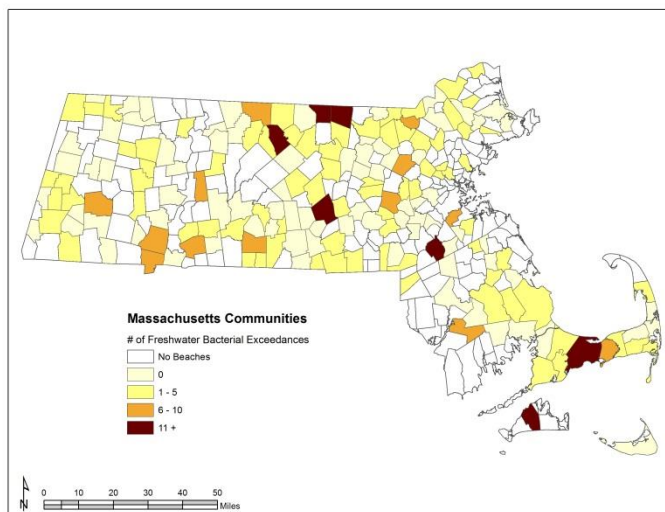 Massachusetts Communities
# of Freshwater Bacterial Exceedances
No Beaches
0
1 - 5
6 - 10
11 +
N
0 10 20 30 40 50
Miles